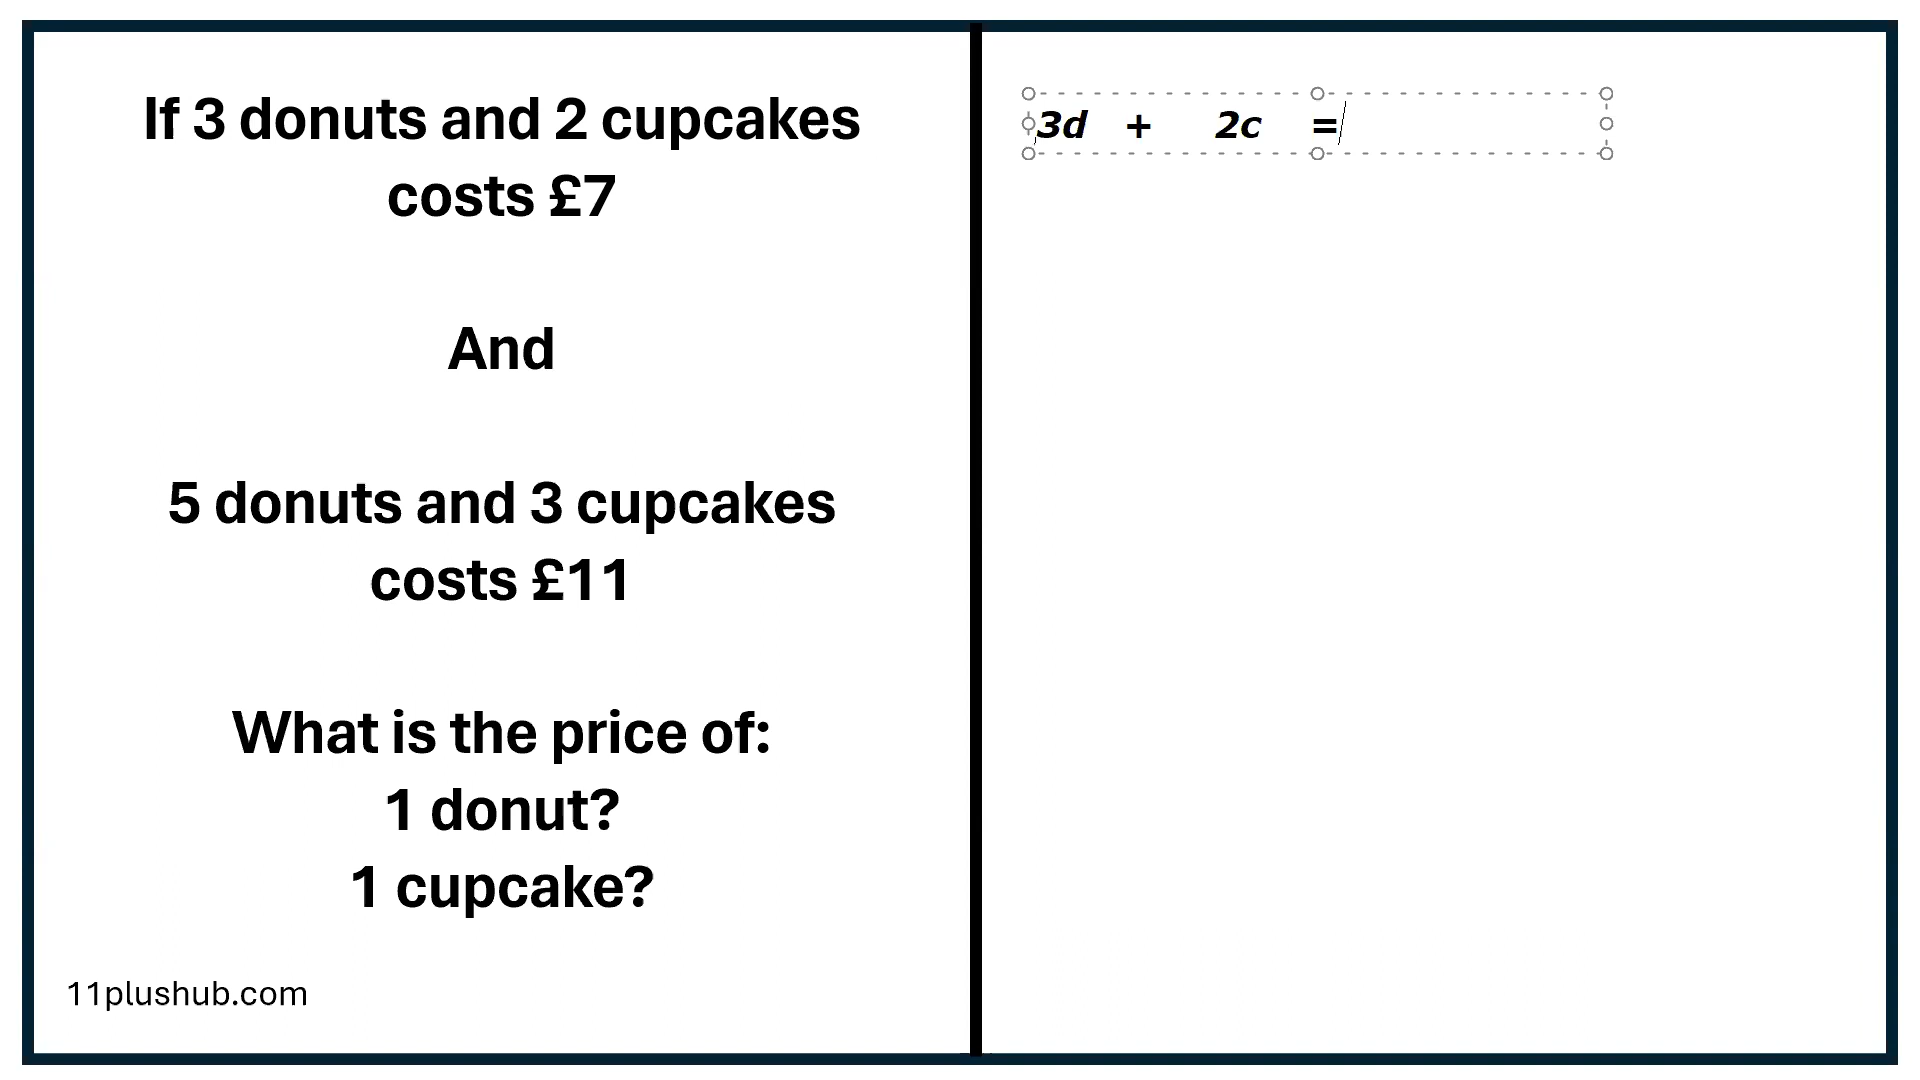 If 3 donuts and 2 cupcakes
costs £7
And
5 donuts and 3 cupcakes
costs £11
What is the price of:
1 donut?
1 cupcake?
11plushub.com
3d + 2c =